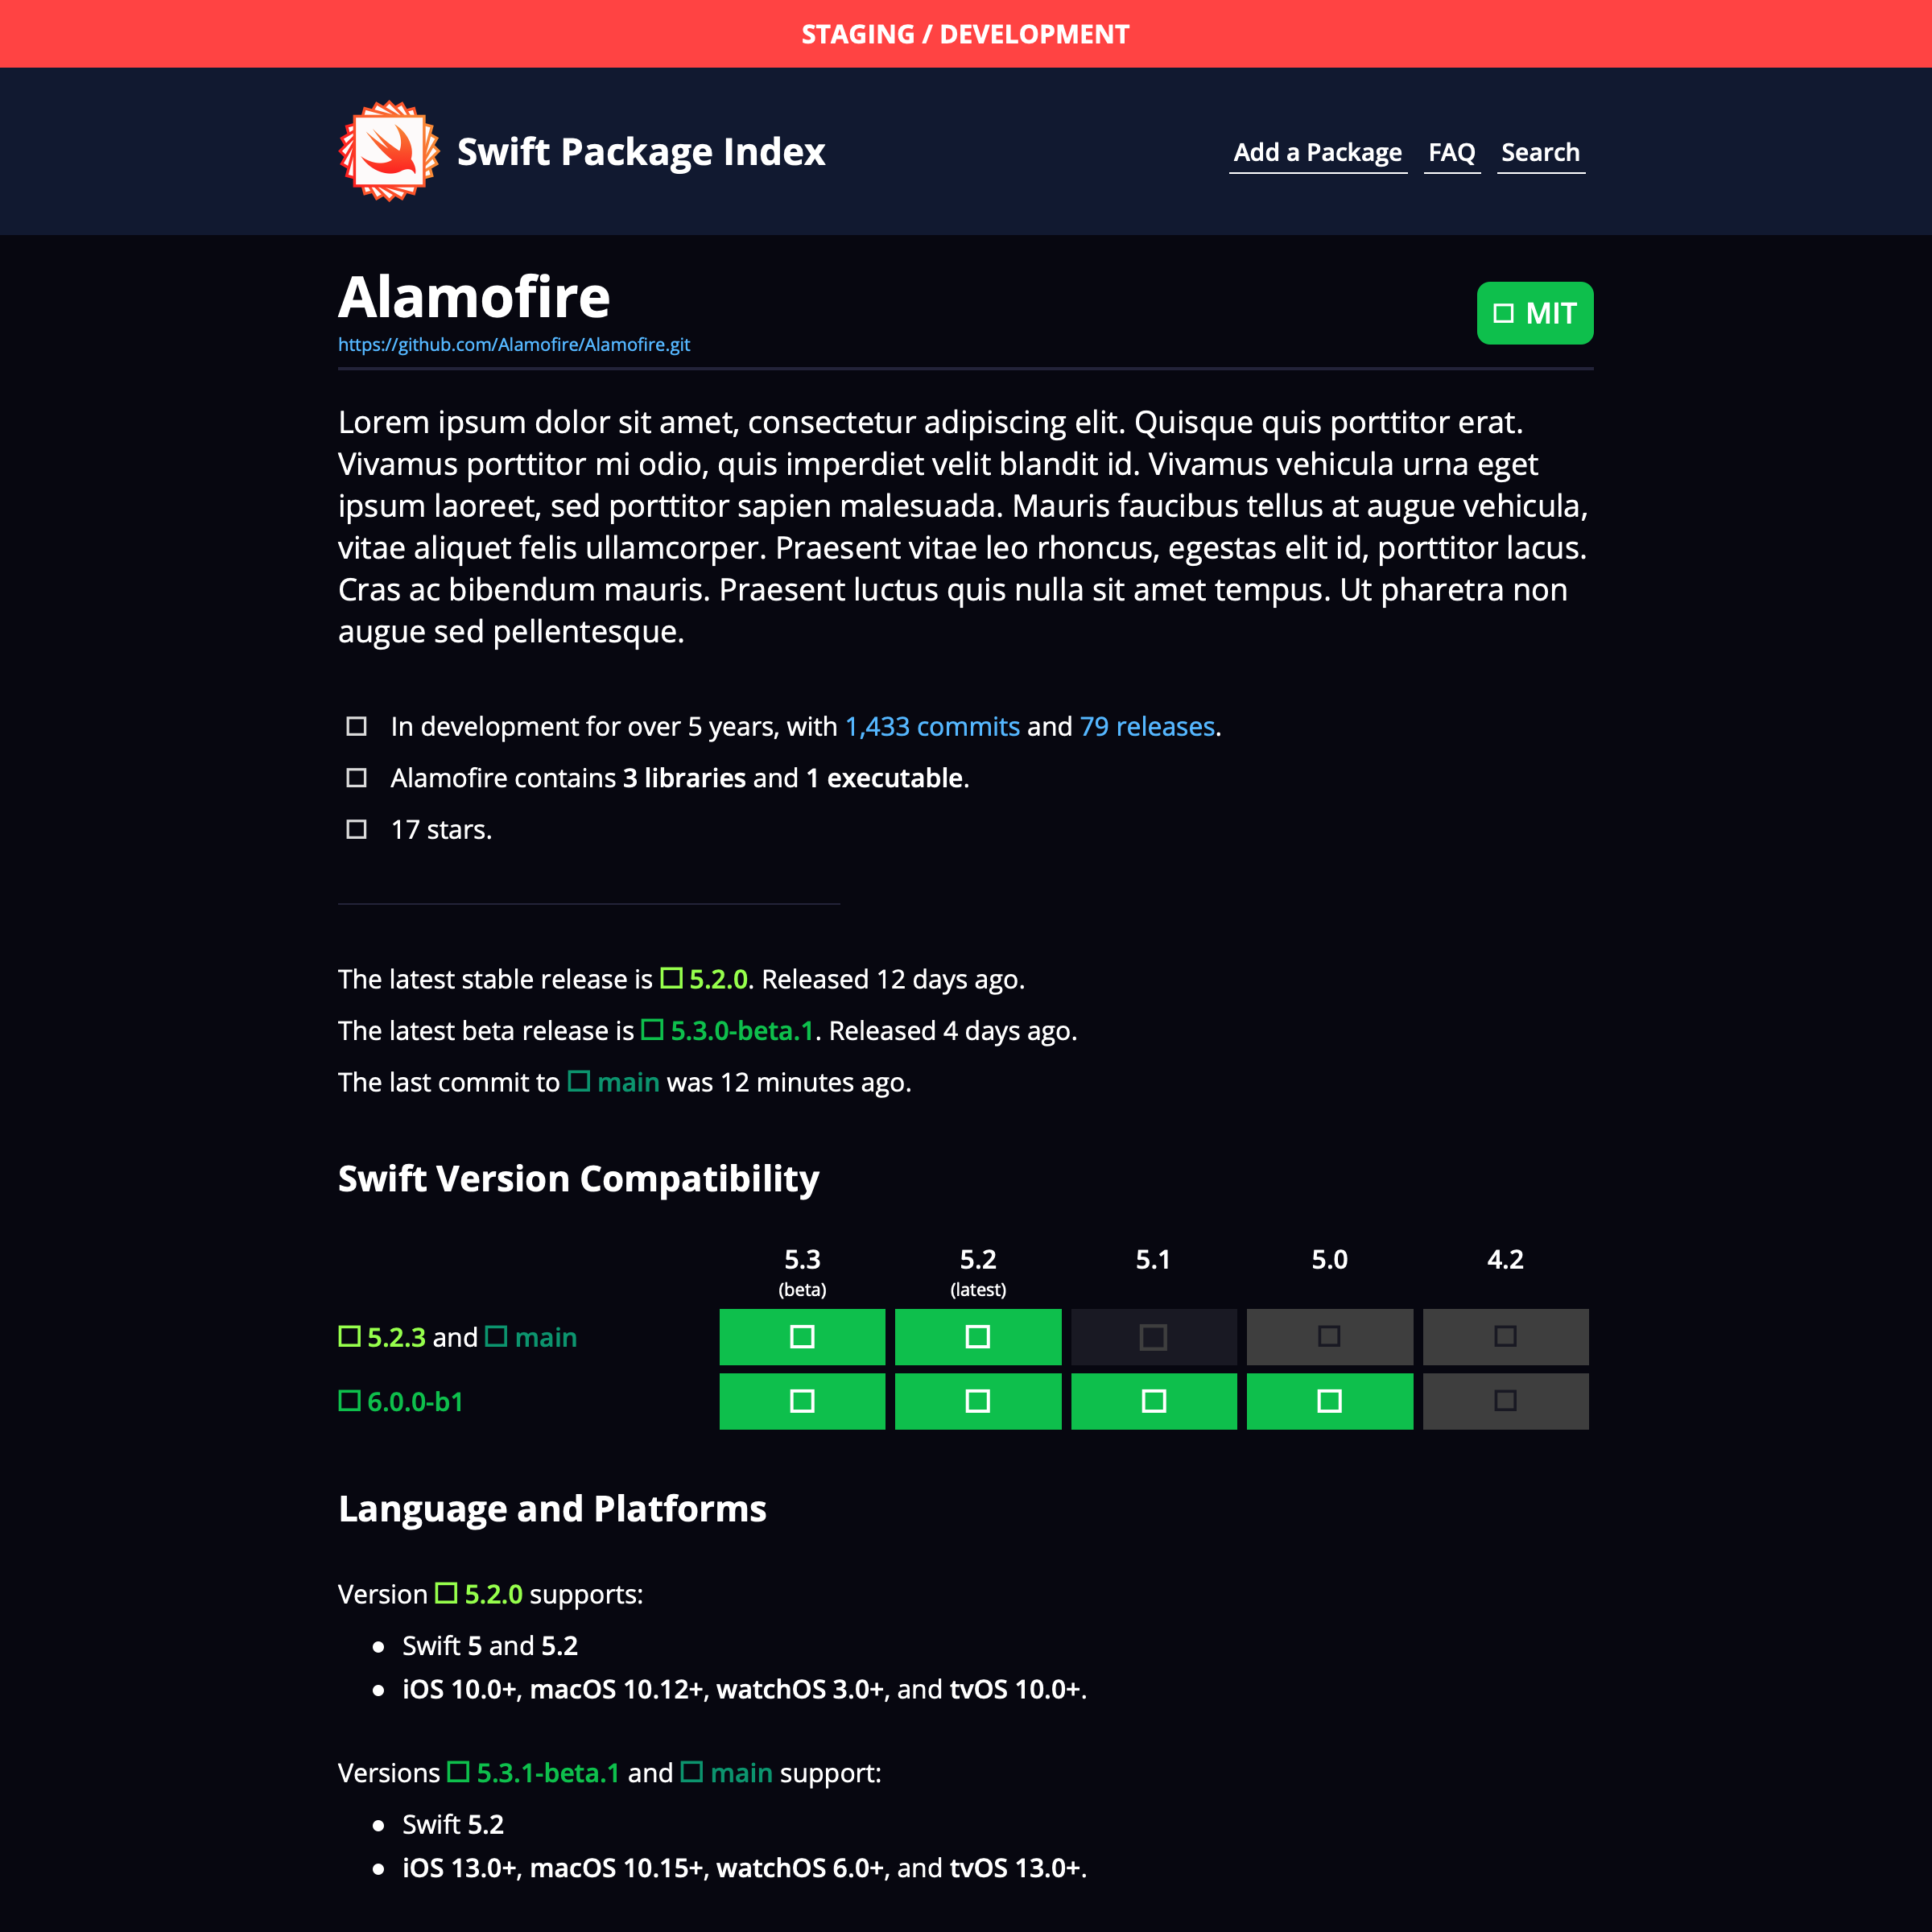 STAGING / DEVELOPMENT
Swift Package Index
Add a Package FAQ Search
Alamofire
MIT
https://github.com/Alamofire/Alamofire.git
Lorem ipsum dolor sit amet, consectetur adipiscing elit. Quisque quis porttitor erat.
Vivamus porttitor mi odio, quis imperdiet velit blandit id. Vivamus vehicula urna eget
ipsum laoreet, sed porttitor sapien malesuada. Mauris faucibus tellus at augue vehicula,
vitae aliquet felis ullamcorper. Praesent vitae leo rhoncus, egestas elit id, porttitor lacus.
Cras ac bibendum mauris. Praesent luctus quis nulla sit amet tempus. Ut pharetra non
augue sed pellentesque.
In development for over 5 years, with 1,433 commits and 79 releases.
Alamofire contains 3 libraries and 1 executable.
17 stars.
The latest stable release is 5.2.0. Released 12 days ago.
The latest beta release is 5.3.0-beta.1. Released 4 days ago.
The last commit to main was 12 minutes ago.
Swift Version Compatibility
5.3 5.2 5.1 5.0 4.2
(beta) (latest)
5.2.3 and main
6.0.0-b1
Language and Platforms
Version 5.2.0 supports:
Swift 5 and 5.2
iOS 10.0+, macOS 10.12+, watchOS 3.0+, and tvOS 10.0+.
Versions 5.3.1-beta.1 and main support:
Swift 5.2
iOS 13.0+, macOS 10.15+, watchOS 6.0+, and tvOS 13.0+.